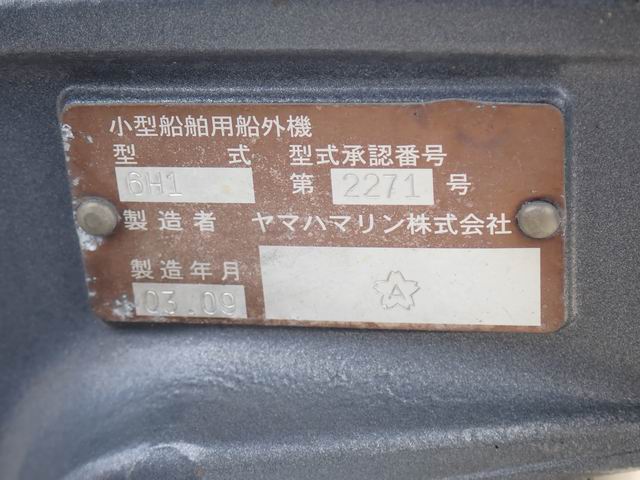 小型船舶用船外機
型 式 型式承認番号
6H1 第 2271 号
製造者 ヤマハマリン株式会社
製造年月
03.09
A